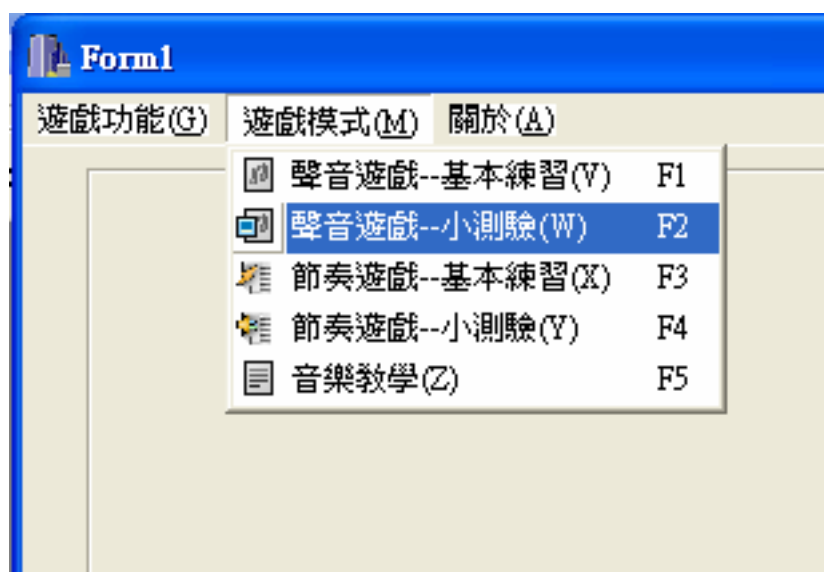 Form1
遊戲功能(G) 遊戲模式(M) 關於(A)
聲音遊戲--基本練習(V) F1
聲音遊戲--小測驗(W) F2
節奏遊戲--基本練習(X) F3
節奏遊戲--小測驗(Y) F4
音樂教學(Z) F5